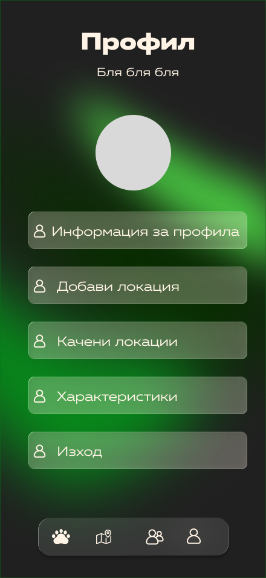 Профил
Бля бля бля
Информация за профила
Добави локация
Качени локации
Характеристики
Изход